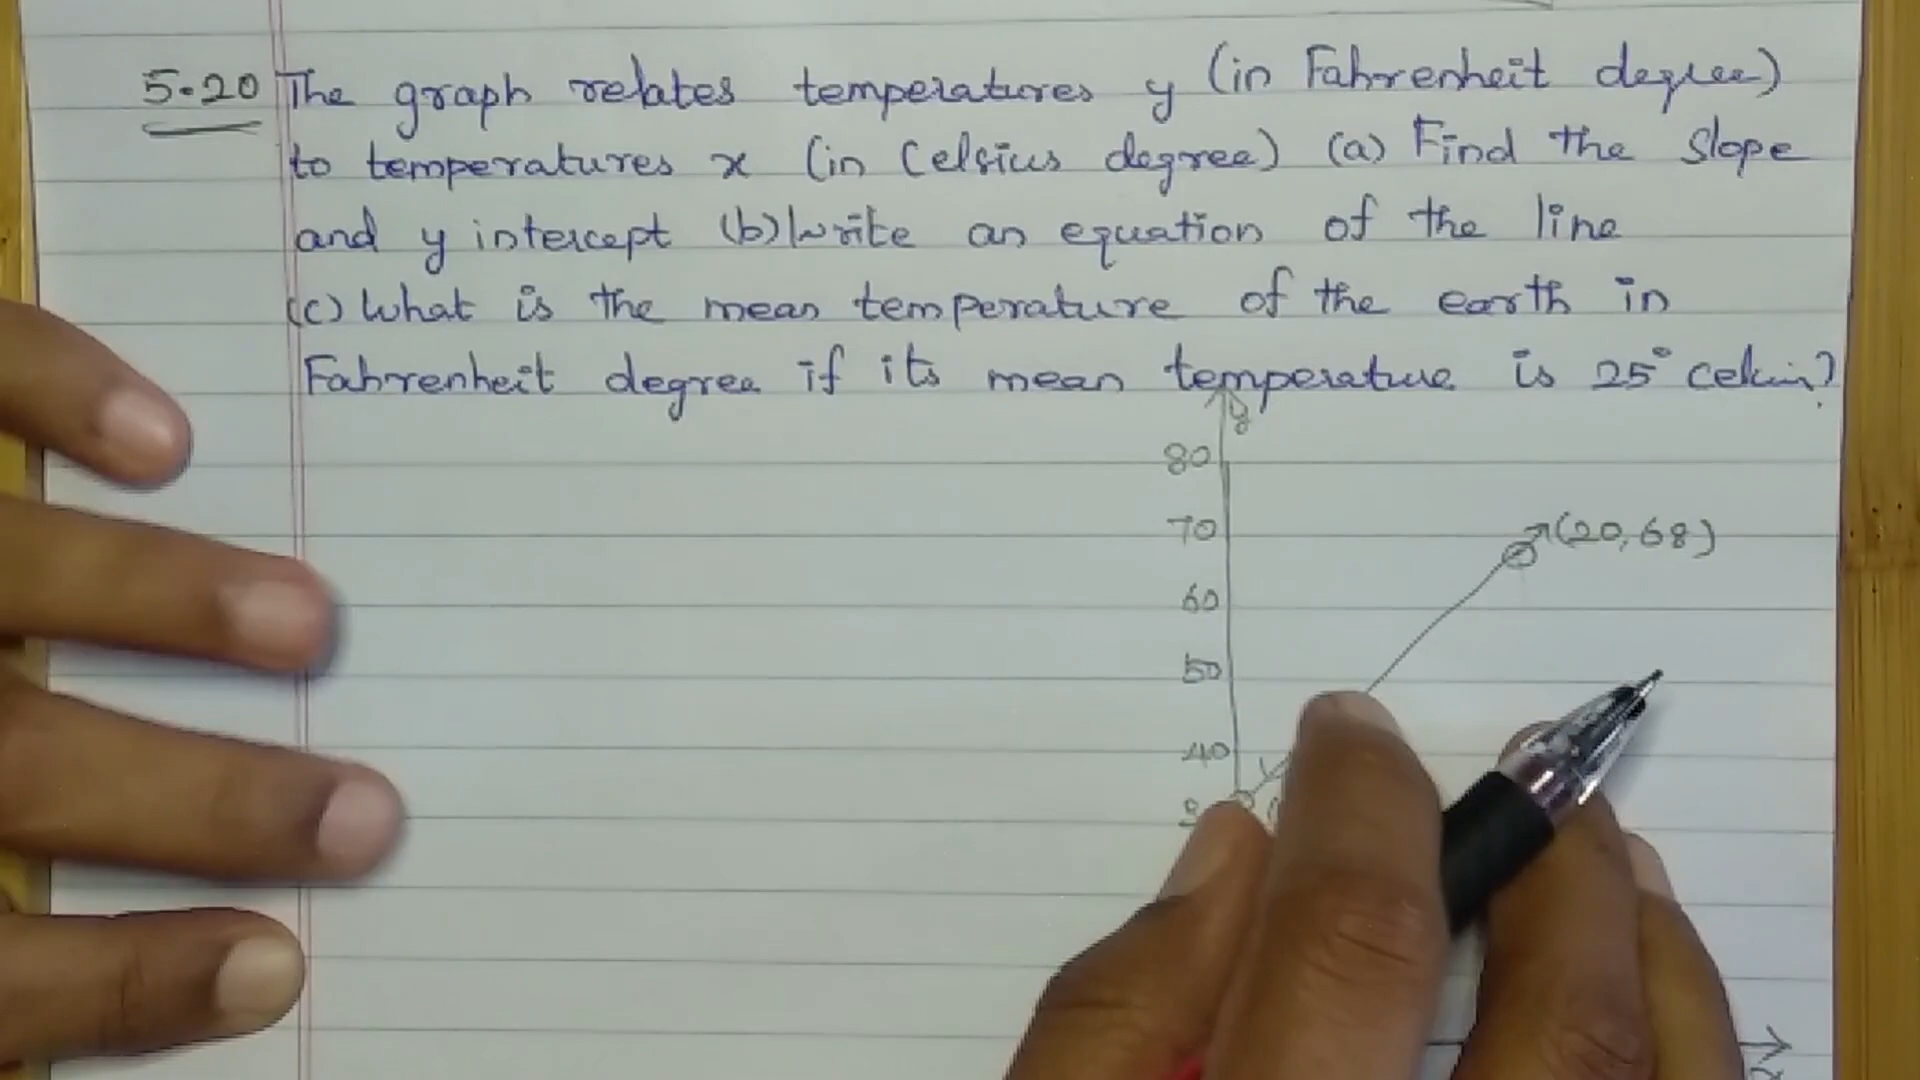 5.20 The graph relates temperatures y (in Fahrenheit degree)
to temperatures x (in Celsius degree) (a) Find the Slope
and y intercept (b) Write an equation of the line
(c) What is the mean temperature of the earth in
Fahrenheit degree if its mean temperature is 25°
y
80
70
(20,68)
60
50
40
x